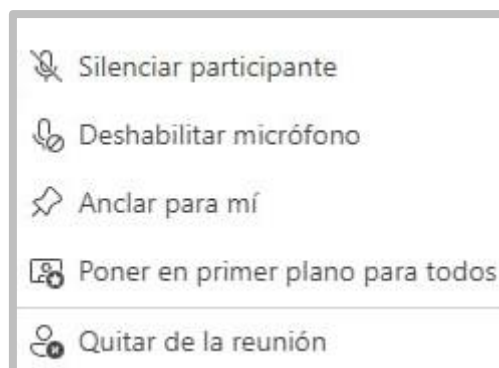 Silenciar participante
Deshabilitar micrófono
Anclar para mí
Poner en primer plano para todos
Quitar de la reunión